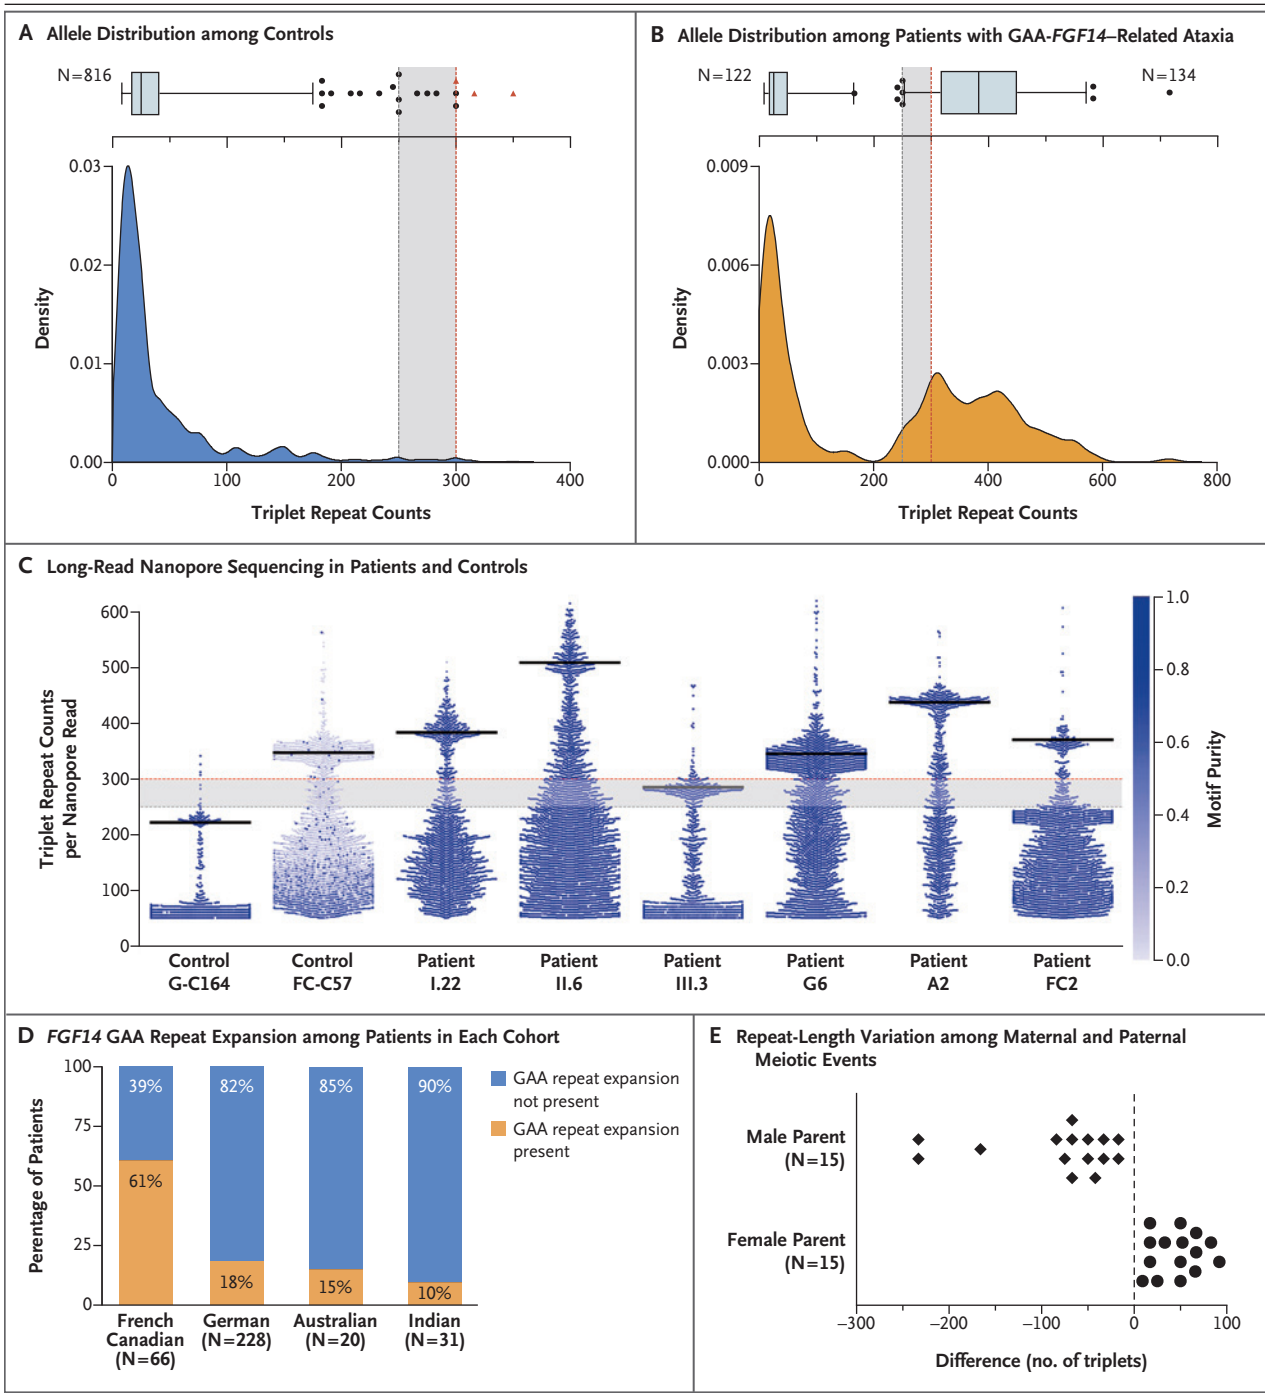 A Allele Distribution among Controls
N=816
0.03
0.02
0.01
0.00
Density
0 100 200 300 400
Triplet Repeat Counts
B Allele Distribution among Patients with GAA-FGF14–Related Ataxia
N=122
N=134
0.009
0.006
0.003
0.000
Density
0 200 400 600 800
Triplet Repeat Counts
C Long-Read Nanopore Sequencing in Patients and Controls
Triplet Repeat Counts
per Nanopore Read
600
500
400
300
200
100
0
Control
G-C164
Control
FC-C57
Patient
I.22
Patient
II.6
Patient
III.3
Patient
G6
Patient
A2
Patient
FC2
1.0
0.8
0.6
0.4
0.2
0.0
Motif Purity
D FGF14 GAA Repeat Expansion among Patients in Each Cohort
Perentage of Patients
100
75
50
25
0
39%
61%
82%
18%
85%
15%
90%
10%
French
Canadian
(N=66)
German
(N=228)
Australian
(N=20)
Indian
(N=31)
GAA repeat expansion
not present
GAA repeat expansion
present
E Repeat-Length Variation among Maternal and Paternal
Meiotic Events
Male Parent
(N=15)
Female Parent
(N=15)
−300 −200 −100 0 100
Difference (no. of triplets)